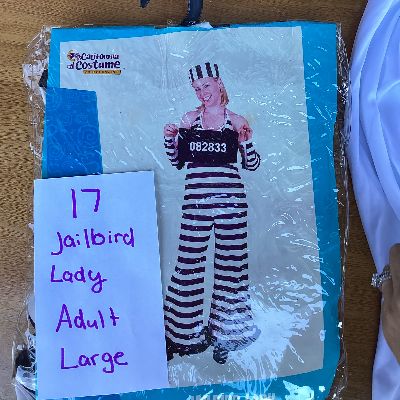 California
Costume
082833
17
Jailbird
Lady
Adult
Large